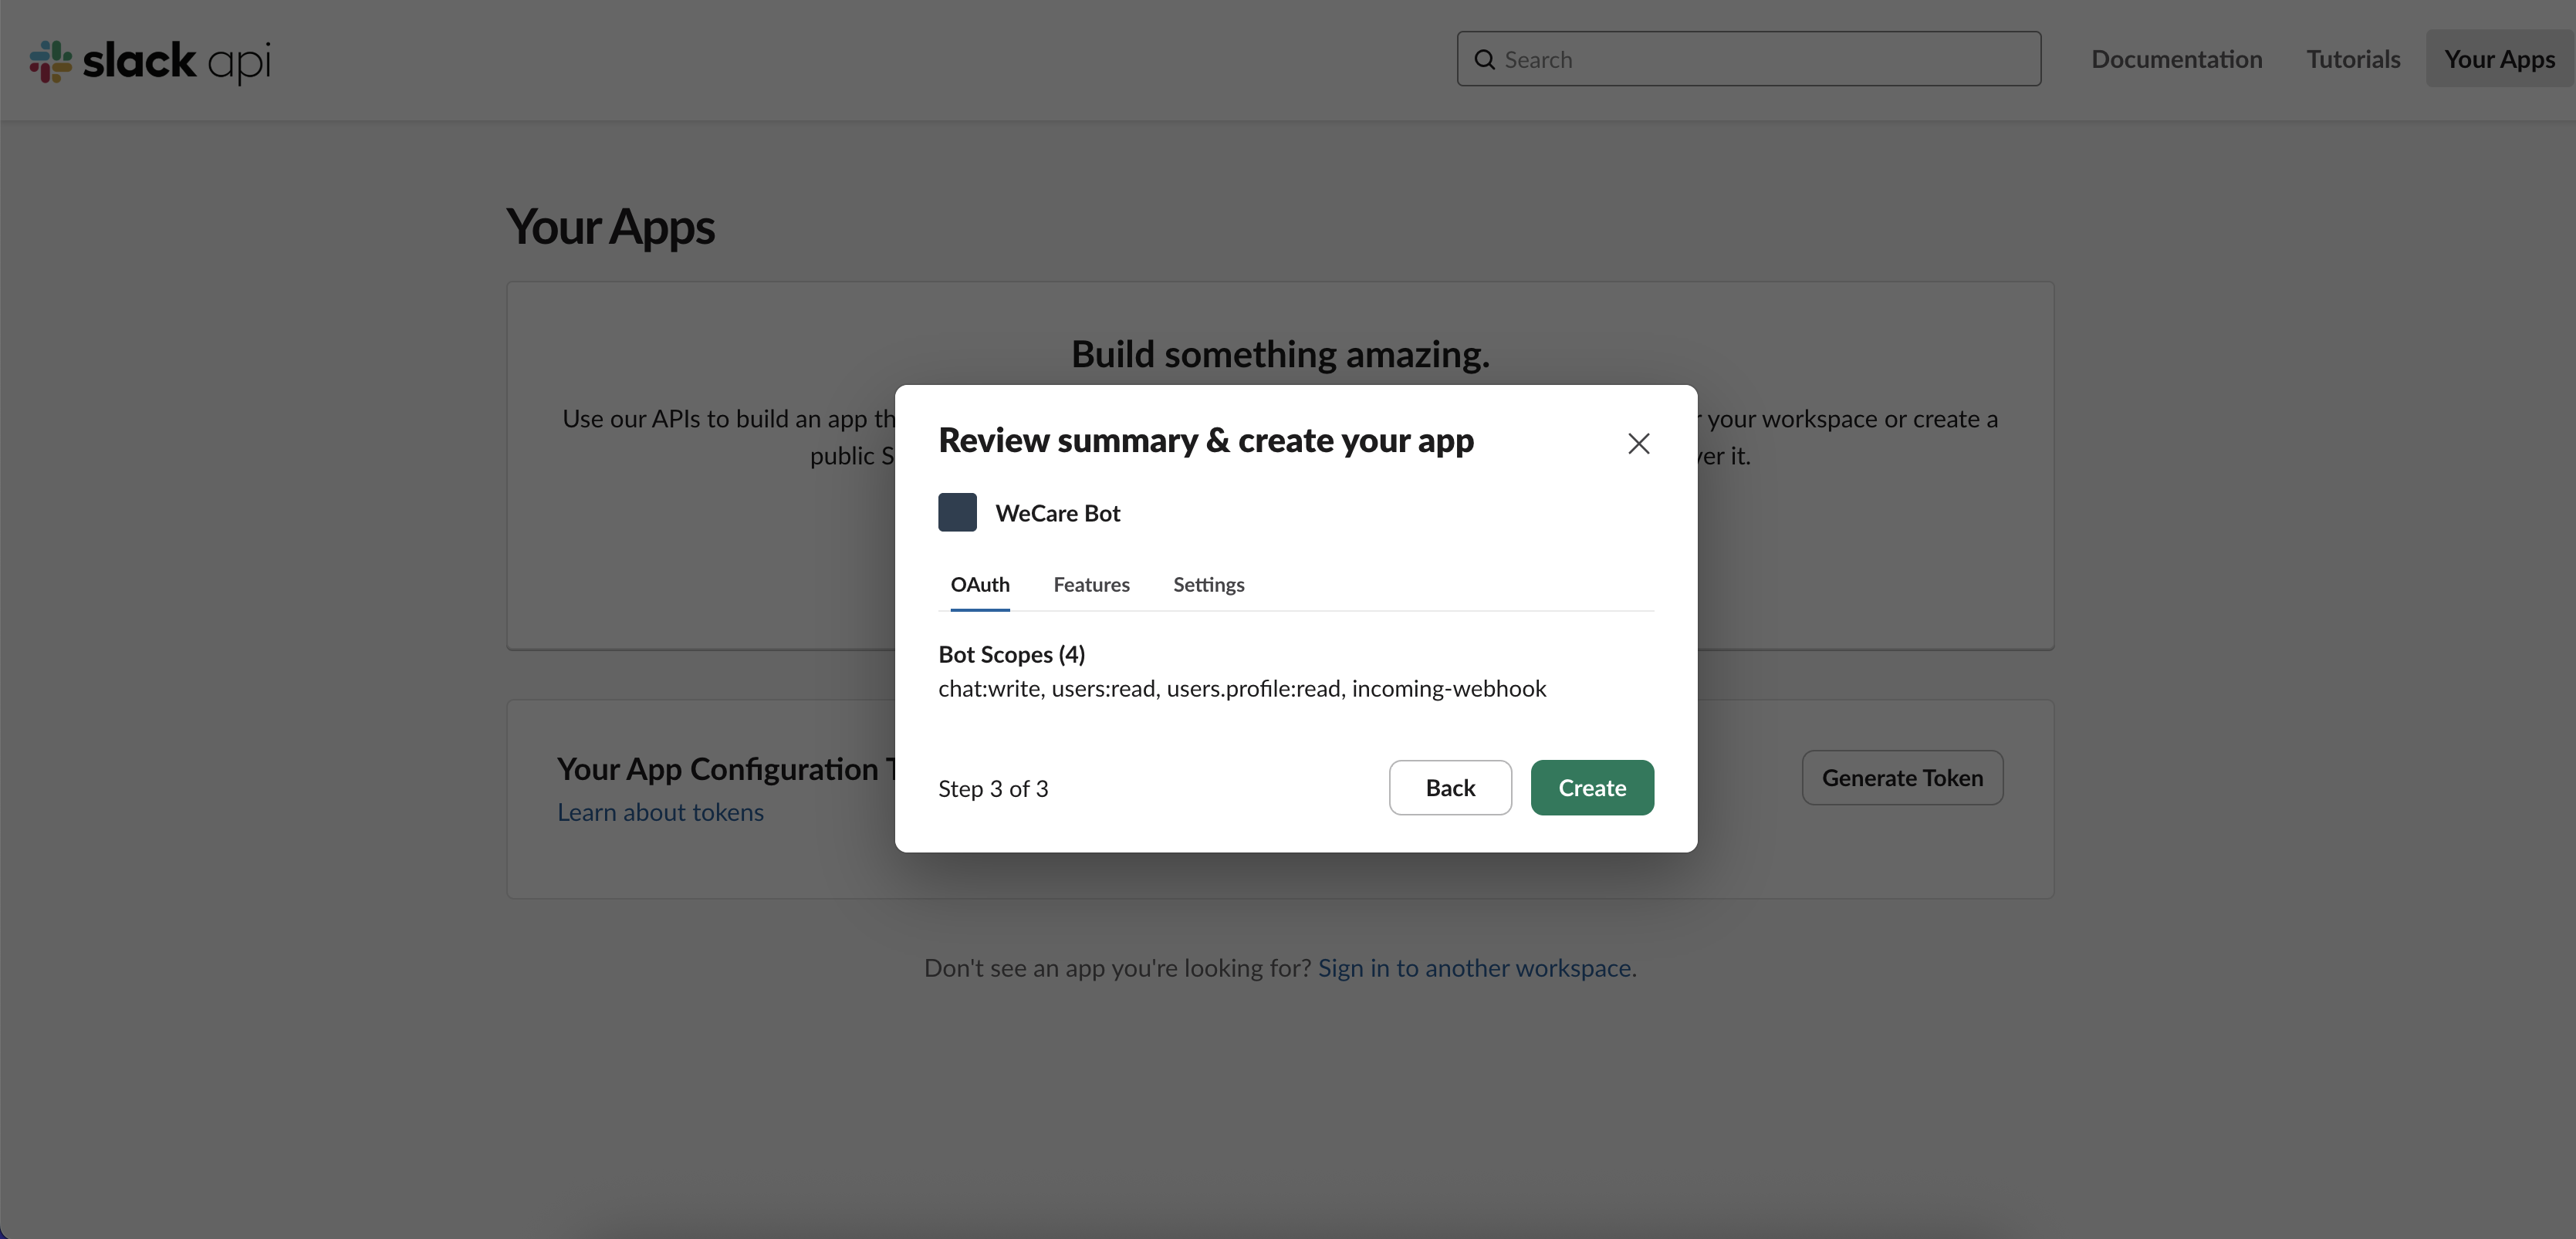 slack api
Search
Documentation
Tutorials
Your Apps
Your Apps
Build something amazing.
Use our APIs to build an app th
your workspace or create a
public S
er it.
Review summary & create your app
WeCare Bot
OAuth
Features
Settings
Bot Scopes (4)
chat:write, users:read, users.profile:read, incoming-webhook
Step 3 of 3
Back
Create
Your App Configuration
Learn about tokens
Generate Token
Don't see an app you're looking for? Sign in to another workspace.